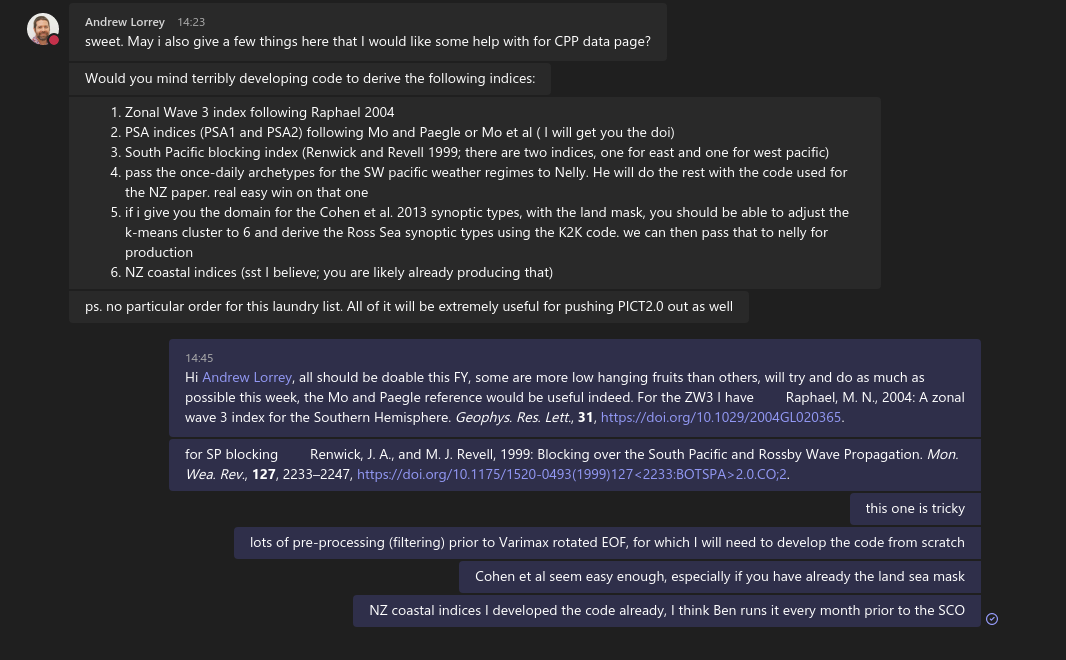 Andrew Lorrey 14:23
sweet. May i also give a few things here that I would like some help with for CPP data page?
Would you mind terribly developing code to derive the following indices:
1. Zonal Wave 3 index following Raphael 2004
2. PSA indices (PSA1 and PSA2) following Mo and Paegle or Mo et al ( I will get you the doi)
3. South Pacific blocking index (Renwick and Revell 1999; there are two indices, one for east and one for west pacific)
4. pass the once-daily archetypes for the SW pacific weather regimes to Nelly. He will do the rest with the code used for
the NZ paper. real easy win on that one
5. if i give you the domain for the Cohen et al. 2013 synoptic types, with the land mask, you should be able to adjust the
k-means cluster to 6 and derive the Ross Sea synoptic types using the K2K code. we can then pass that to nelly for
production
6. NZ coastal indices (sst I believe; you are likely already producing that)
ps. no particular order for this laundry list. All of it will be extremely useful for pushing PICT2.0 out as well
14:45
Hi Andrew Lorrey, all should be doable this FY, some are more low hanging fruits than others, will try and do as much as
possible this week, the Mo and Paegle reference would be useful indeed. For the ZW3 I have Raphael, M. N., 2004: A zonal
wave 3 index for the Southern Hemisphere. Geophys. Res. Lett., 31, https://doi.org/10.1029/2004GL020365.
for SP blocking Renwick, J. A., and M. J. Revell, 1999: Blocking over the South Pacific and Rossby Wave Propagation. Mon.
Wea. Rev., 127, 2233–2247, https://doi.org/10.1175/1520-0493(1999)127<2233:BOTSPA>2.0.CO;2.
this one is tricky
lots of pre-processing (filtering) prior to Varimax rotated EOF, for which I will need to develop the code from scratch
Cohen et al seem easy enough, especially if you have already the land sea mask
NZ coastal indices I developed the code already, I think Ben runs it every month prior to the SCO